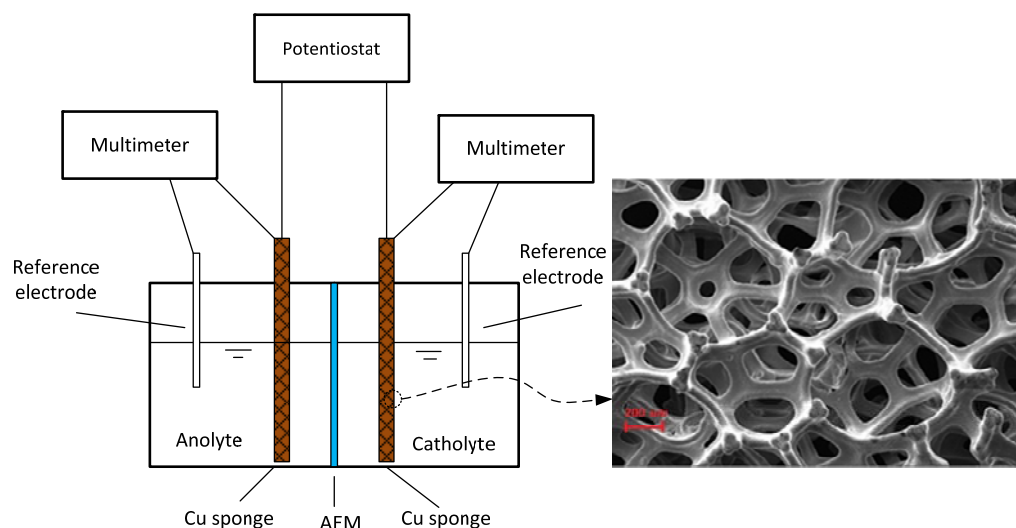 Potentiostat
Multimeter
Multimeter
Reference
electrode
Reference
electrode
Anolyte
Catholyte
Cu sponge
AEM
Cu sponge